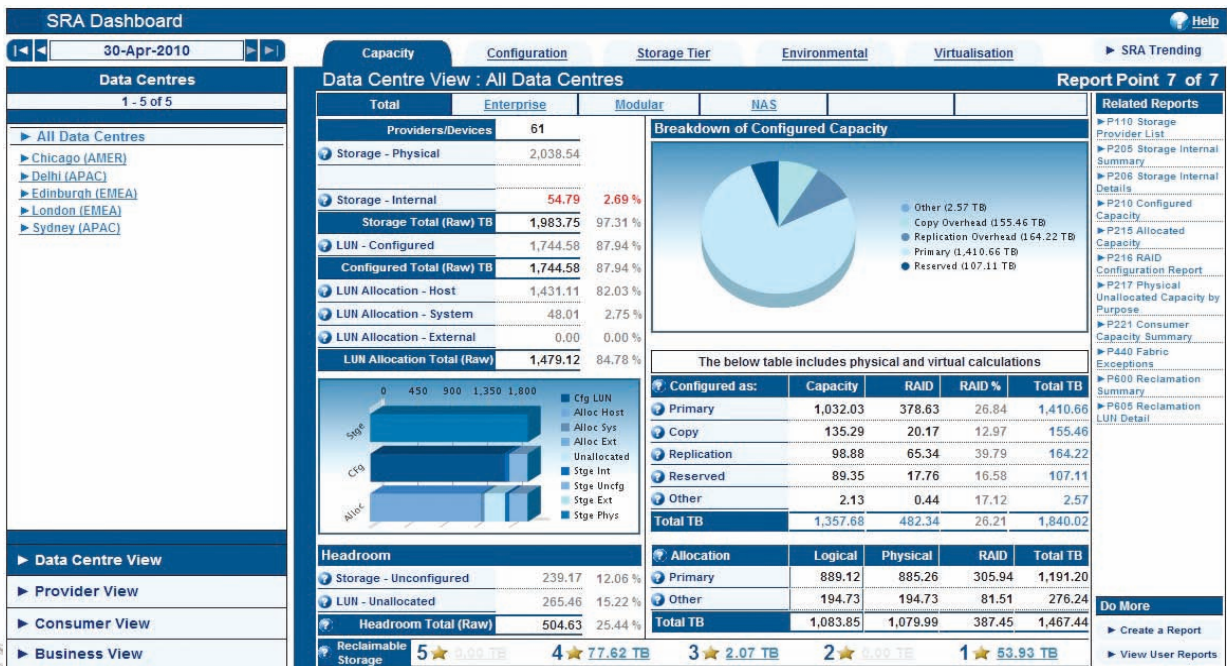 SRA Dashboard
Help
30-Apr-2010
Capacity Configuration Storage Tier Environmental Virtualisation
SRA Trending
Data Centres
1 - 5 of 5
All Data Centres
Chicago (AMER)
Delhi (APAC)
Edinburgh (EMEA)
London (EMEA)
Sydney (APAC)
Data Centre View
Provider View
Consumer View
Business View
Data Centre View : All Data Centres
Report Point 7 of 7
Total Enterprise Modular NAS
Providers/Devices 61
Storage - Physical 2,038.54
Storage - Internal 54.79 2.69 %
Storage Total (Raw) TB 1,983.75 97.31 %
LUN - Configured 1,744.58 87.94 %
Configured Total (Raw) TB 1,744.58 87.94 %
LUN Allocation - Host 1,431.11 82.03 %
LUN Allocation - System 48.01 2.75 %
LUN Allocation - External 0.00 0.00 %
LUN Allocation Total (Raw) 1,479.12 84.78 %
0 450 900 1,350 1,800
Stge
Cfg
Alloc
Cfg LUN
Alloc Host
Alloc Sys
Alloc Ext
Unallocated
Stge Int
Stge Uncfg
Stge Ext
Stge Phys
Headroom
Storage - Unconfigured 239.17 12.06 %
LUN - Unallocated 265.46 15.22 %
Headroom Total (Raw) 504.63 25.44 %
Breakdown of Configured Capacity
Other (2.57 TB)
Copy Overhead (155.46 TB)
Replication Overhead (164.22 TB)
Primary (1,410.66 TB)
Reserved (107.11 TB)
The below table includes physical and virtual calculations
Configured as: Capacity RAID RAID % Total TB
Primary 1,032.03 378.63 26.84 1,410.66
Copy 135.29 20.17 12.97 155.46
Replication 98.88 65.34 39.79 164.22
Reserved 89.35 17.76 16.58 107.11
Other 2.13 0.44 17.12 2.57
Total TB 1,357.68 482.34 26.21 1,840.02
Allocation Logical Physical RAID Total TB
Primary 889.12 885.26 305.94 1,191.20
Other 194.73 194.73 81.51 276.24
Total TB 1,083.85 1,079.99 387.45 1,467.44
Reclaimable Storage 5 0.00 TB 4 77.62 TB 3 2.07 TB 2 0.00 TB 1 53.93 TB
Related Reports
P110 Storage
Provider List
P205 Storage Internal
Summary
P206 Storage Internal
Details
P210 Configured
Capacity
P215 Allocated
Capacity
P216 RAID
Configuration Report
P217 Physical
Unallocated Capacity by
Purpose
P221 Consumer
Capacity Summary
P440 Fabric
Exceptions
P600 Reclamation
Summary
P605 Reclamation
LUN Detail
Do More
Create a Report
View User Reports